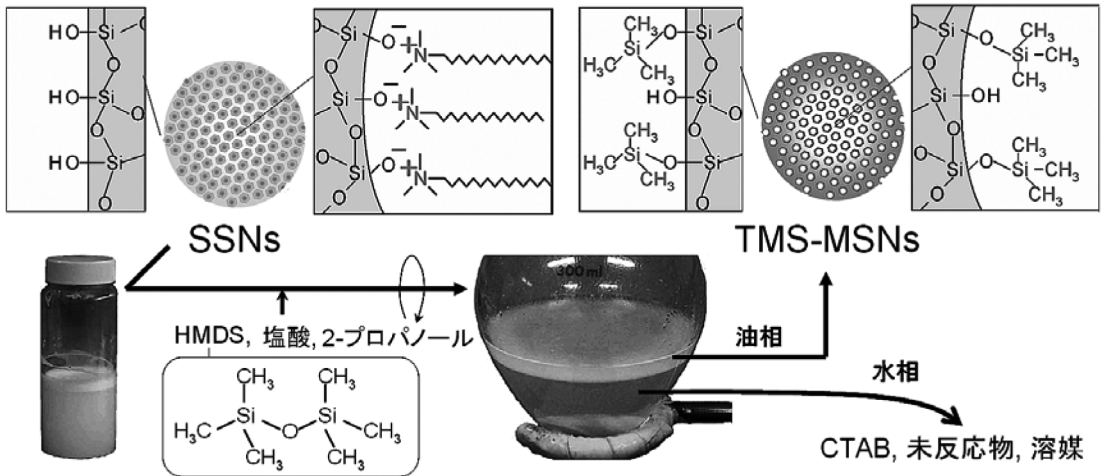 HO Si O
O
HO Si O
O
HO Si
O
O Si O − + N
O
Si O − + N
O
O Si O − + N
O
CH3
H3C Si O Si O
CH3 O
HO Si O
CH3 O
H3C Si O Si
CH3 O
O Si O CH3
O Si CH3
CH3
Si OH
O
O Si O CH3
O Si CH3
CH3
SSNs
TMS-MSNs
300ml
HMDS, 塩酸, 2-プロパノール
油相
水相
CH3 CH3
Si Si
H3C O CH3
CH3 CH3
CTAB, 未反応物, 溶媒